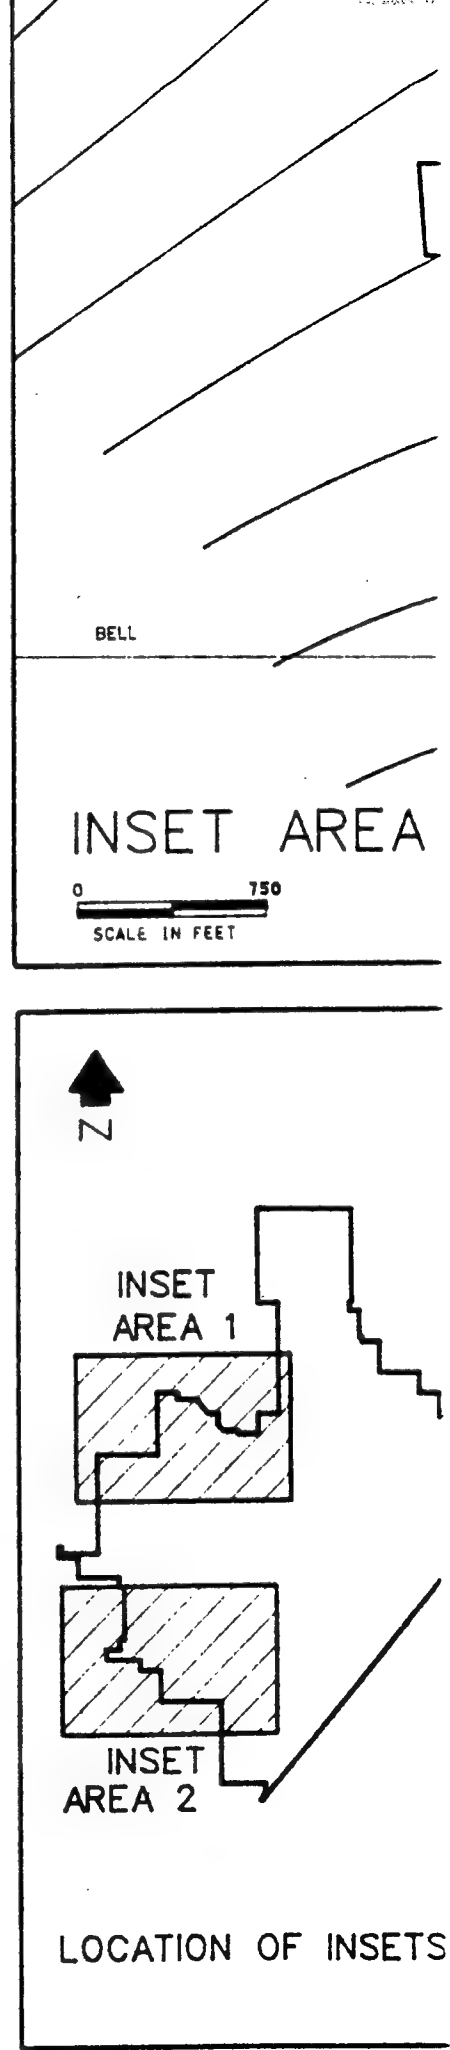 BELL
INSET AREA
0 750
SCALE IN FEET
N
INSET
AREA 1
INSET
AREA 2
LOCATION OF INSETS